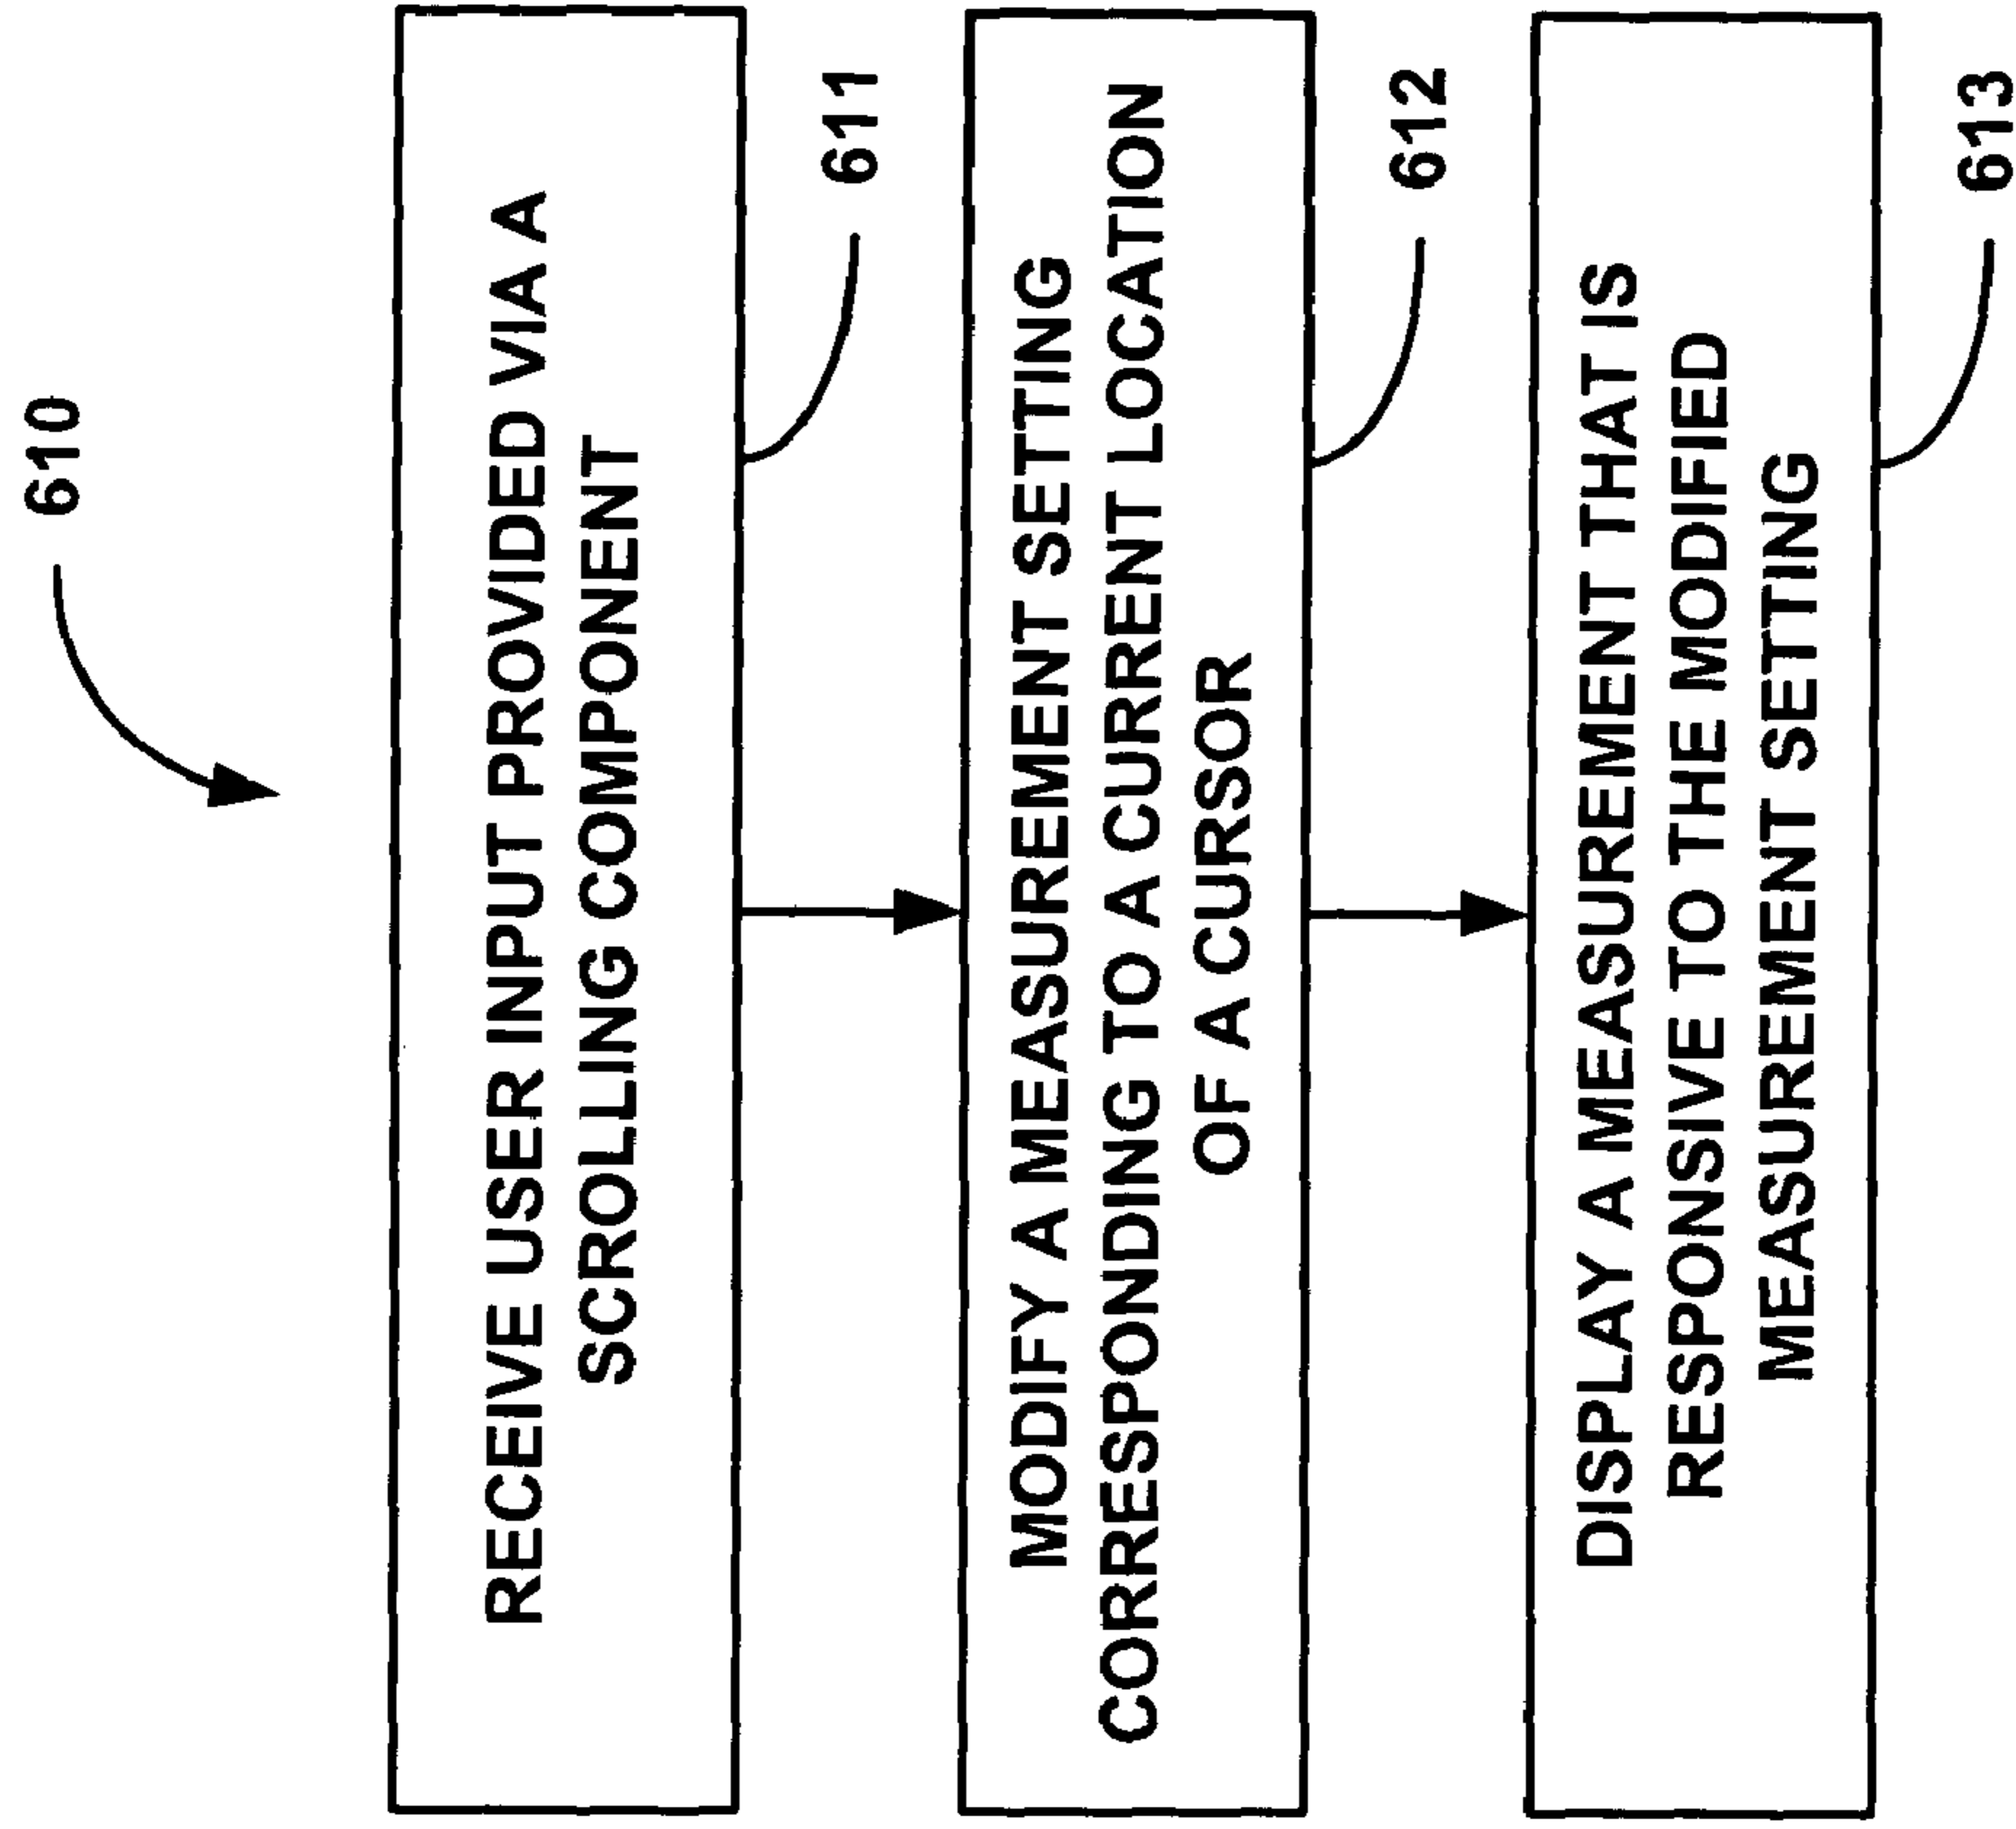 610
RECEIVE USER INPUT PROVIDED VIA A
SCROLLING COMPONENT
611
MODIFY A MEASUREMENT SETTING
CORRESPONDING TO A CURRENT LOCATION
OF A CURSOR
612
DISPLAY A MEASUREMENT THAT IS
RESPONSIVE TO THE MODIFIED
MEASUREMENT SETTING
613